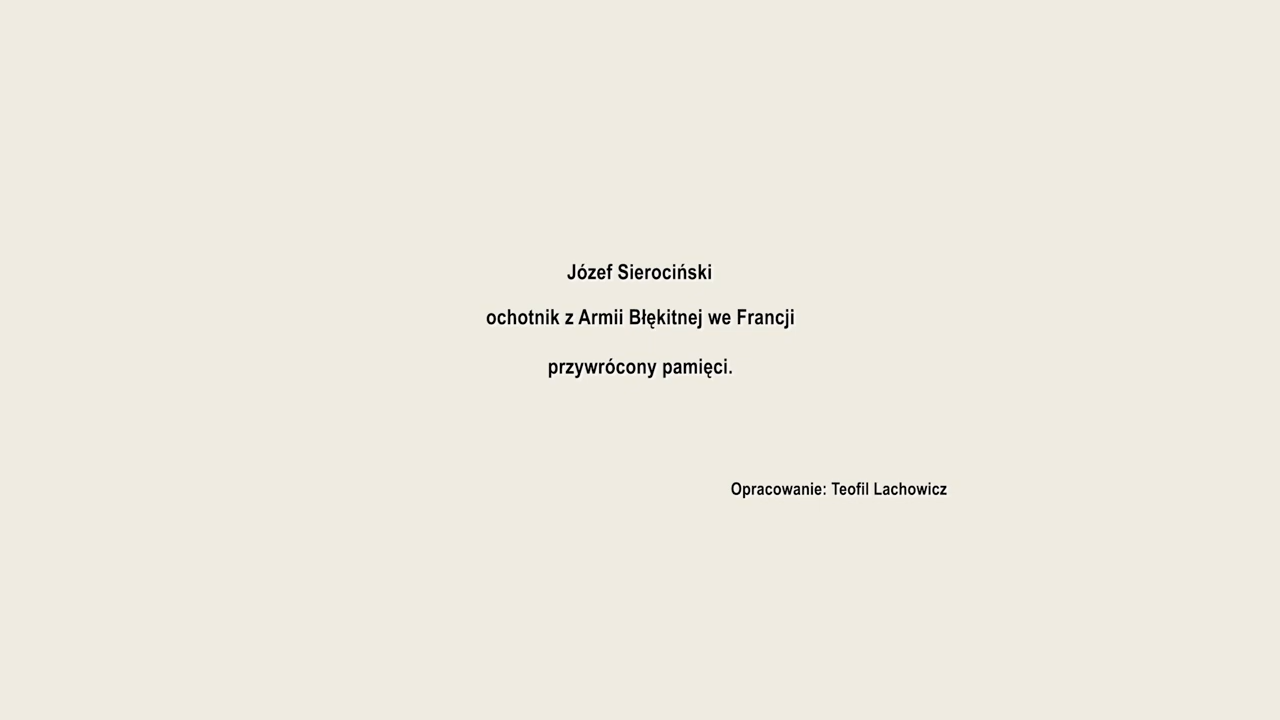 Józef Sierociński
ochotnik z Armii Błękitnej we Francji
przywrócony pamięci.
Opracowanie: Teofil Lachowicz